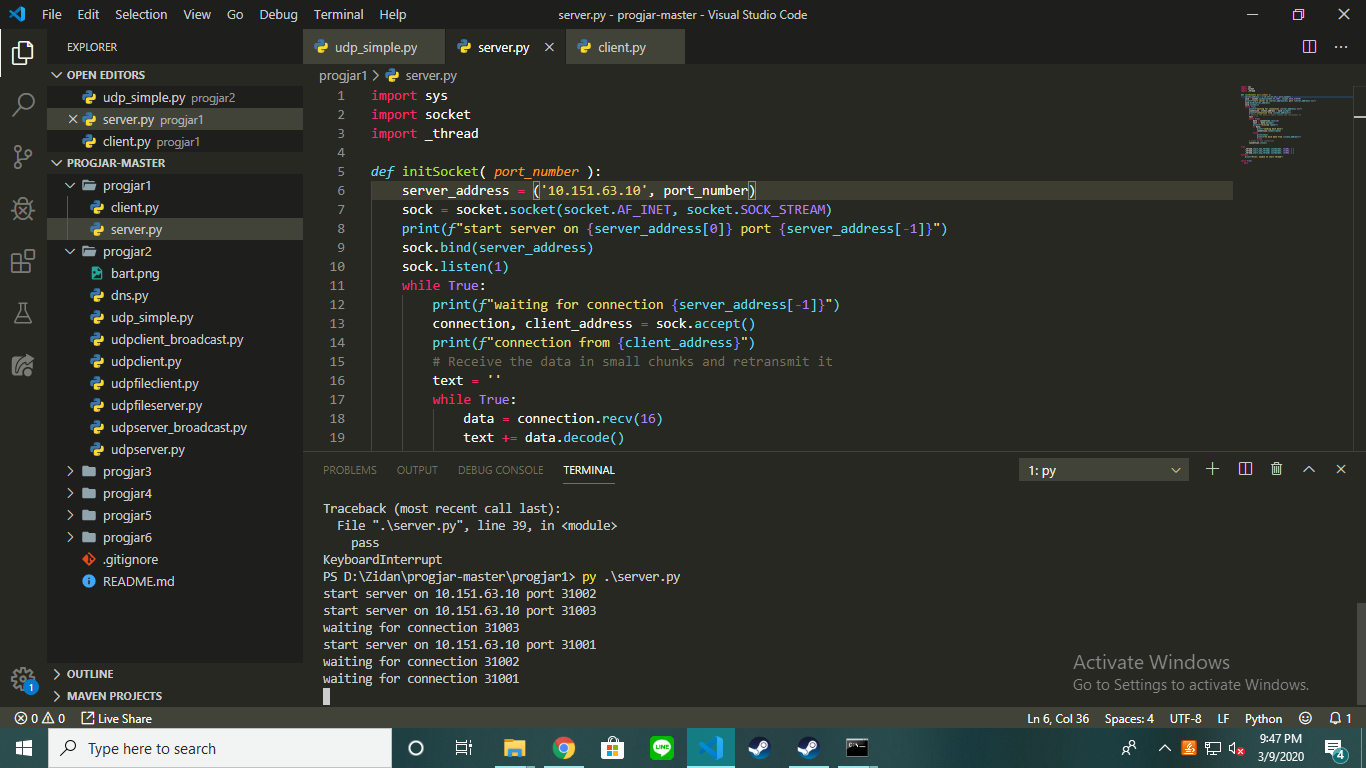 File Edit Selection View Go Debug Terminal Help server.py - progjar-master - Visual Studio Code
EXPLORER
OPEN EDITORS
udp_simple.py progjar2
server.py progjar1
client.py progjar1
PROGJAR-MASTER
progjar1
client.py
server.py
progjar2
bart.png
dns.py
udp_simple.py
udpclient_broadcast.py
udpclient.py
udpfileclient.py
udpfileserver.py
udpserver_broadcast.py
udpserver.py
progjar3
progjar4
progjar5
progjar6
.gitignore
README.md
OUTLINE
MAVEN PROJECTS
udp_simple.py server.py client.py
progjar1 > server.py
1 import sys
2 import socket
3 import _thread
4
5 def initSocket( port_number ):
6 server_address = ('10.151.63.10', port_number)
7 sock = socket.socket(socket.AF_INET, socket.SOCK_STREAM)
8 print(f"start server on {server_address[0]} port {server_address[-1]}")
9 sock.bind(server_address)
10 sock.listen(1)
11 while True:
12 print(f"waiting for connection {server_address[-1]}")
13 connection, client_address = sock.accept()
14 print(f"connection from {client_address}")
15 # Receive the data in small chunks and retransmit it
16 text = ''
17 while True:
18 data = connection.recv(16)
19 text += data.decode()
PROBLEMS OUTPUT DEBUG CONSOLE TERMINAL 1: py
Traceback (most recent call last):
File ".\server.py", line 39, in <module>
pass
KeyboardInterrupt
PS D:\Zidan\progjar-master\progjar1> py .\server.py
start server on 10.151.63.10 port 31002
start server on 10.151.63.10 port 31003
waiting for connection 31003
start server on 10.151.63.10 port 31001
waiting for connection 31002
waiting for connection 31001
Activate Windows
Go to Settings to activate Windows.
1
0 0 Live Share Ln 6, Col 36 Spaces: 4 UTF-8 LF Python 1
Type here to search
LINE
9:47 PM
3/9/2020
4